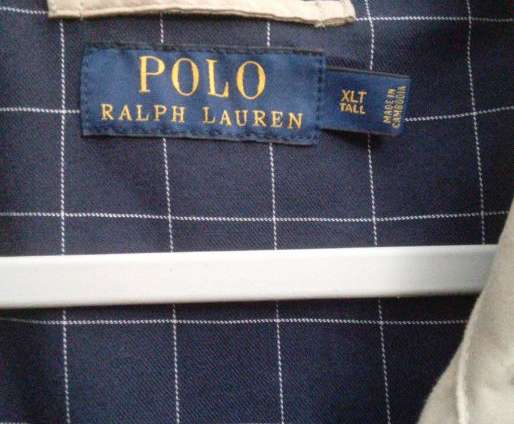 POLO
RALPH LAUREN
XLT
TALL
MADE IN
CAMBODIA